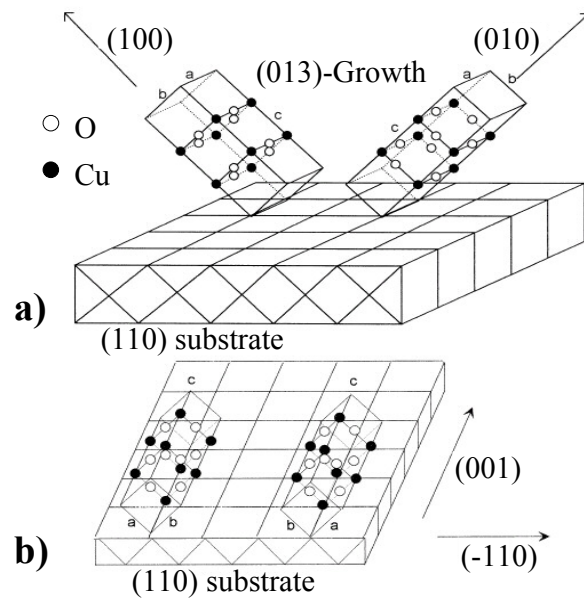 (100)
(010)
(013)-Growth
a
b
c
a
b
c
O
Cu
a)
(110) substrate
c
c
(001)
a
b
b
a
(-110)
b)
(110) substrate